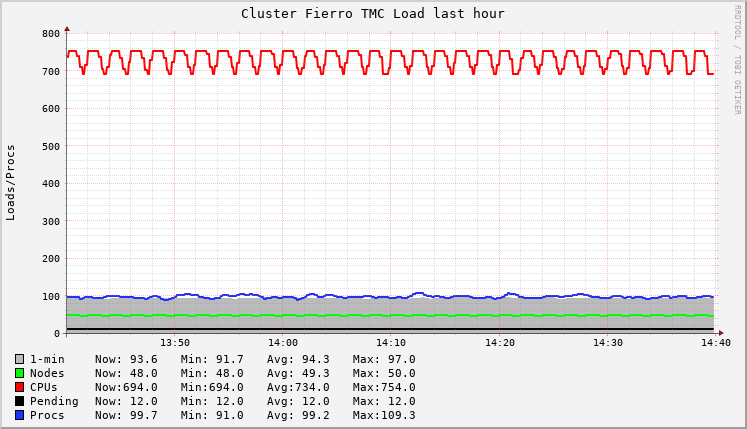 Cluster Fierro TMC Load last hour
RRDTOOL / TOBI OETIKER
Loads/Procs
800
700
600
500
400
300
200
100
0
13:50 14:00 14:10 14:20 14:30 14:40
1-min Now: 93.6 Min: 91.7 Avg: 94.3 Max: 97.0
Nodes Now: 48.0 Min: 48.0 Avg: 49.3 Max: 50.0
CPUs Now:694.0 Min:694.0 Avg:734.0 Max:754.0
Pending Now: 12.0 Min: 12.0 Avg: 12.0 Max: 12.0
Procs Now: 99.7 Min: 91.0 Avg: 99.2 Max:109.3